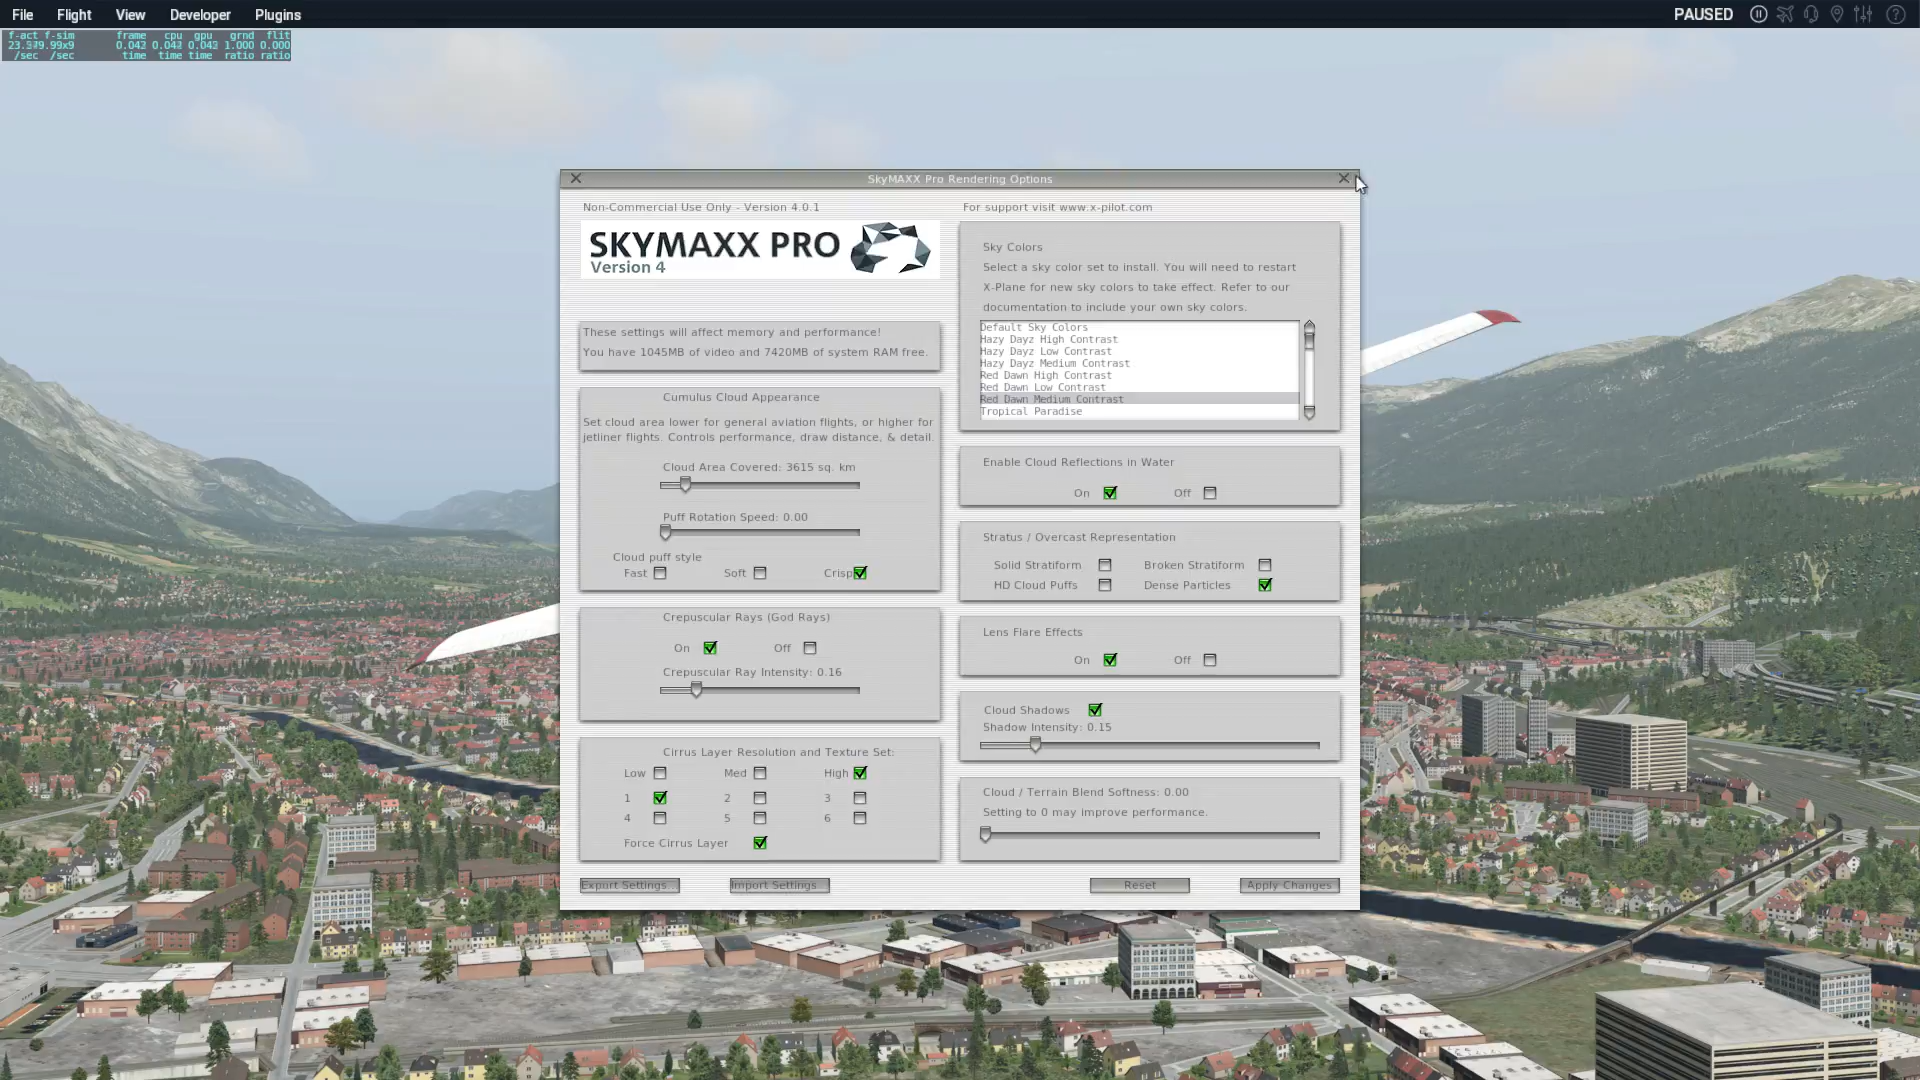 File Flight View Developer Plugins PAUSED
f-act f-sim frame cpu gpu grnd flit
0.042 0.042 0.042 1.000 0.000
/sec /sec time time time ratio ratio
SkyMAXX Pro Rendering Options
Non-Commercial Use Only - Version 4.0.1
SKYMAXX PRO
Version 4
These settings will affect memory and performance!
You have 1045MB of video and 7420MB of system RAM free.
Cumulus Cloud Appearance
Set cloud area lower for general aviation flights, or higher for
jetliner flights. Controls performance, draw distance, & detail.
Cloud Area Covered: 3615 sq. km
Puff Rotation Speed: 0.00
Cloud puff style
Fast Soft Crisp
Crepuscular Rays (God Rays)
On Off
Crepuscular Ray Intensity: 0.16
Cirrus Layer Resolution and Texture Set:
Low Med High
1 2 3
4 5 6
Force Cirrus Layer
Export Settings... Import Settings...
For support visit www.x-pilot.com
Sky Colors
Select a sky color set to install. You will need to restart
X-Plane for new sky colors to take effect. Refer to our
documentation to include your own sky colors.
Default Sky Colors
Hazy Dayz High Contrast
Hazy Dayz Low Contrast
Hazy Dayz Medium Contrast
Red Dawn High Contrast
Red Dawn Low Contrast
Red Dawn Medium Contrast
Tropical Paradise
Enable Cloud Reflections in Water
On Off
Stratus / Overcast Representation
Solid Stratiform Broken Stratiform
HD Cloud Puffs Dense Particles
Lens Flare Effects
On Off
Cloud Shadows
Shadow Intensity: 0.15
Cloud / Terrain Blend Softness: 0.00
Setting to 0 may improve performance.
Reset Apply Changes